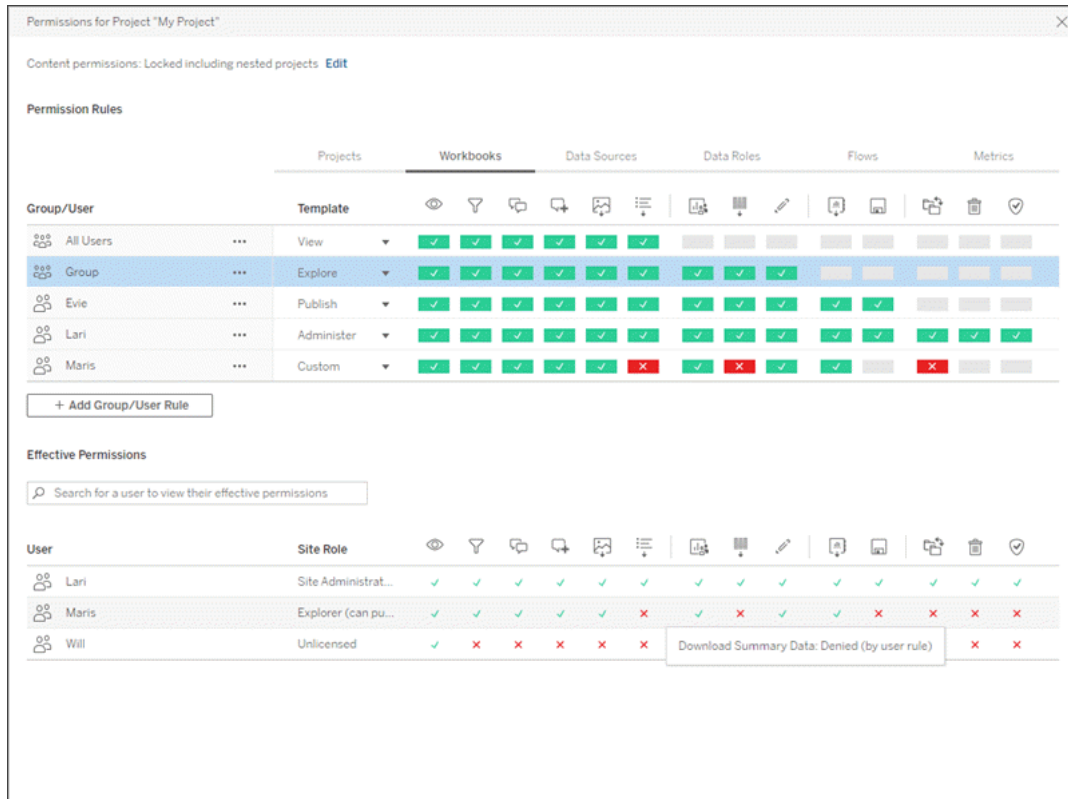 Permissions for Project "My Project"
Content permissions: Locked including nested projects Edit
Permission Rules
Projects Workbooks Data Sources Data Roles Flows Metrics
Group/User Template
All Users View
Group Explore
Evie Publish
Lari Administer
Maris Custom
+ Add Group/User Rule
Effective Permissions
Search for a user to view their effective permissions
User Site Role
Lari Site Administrat...
Maris Explorer (can pu...
Will Unlicensed
Download Summary Data: Denied (by user rule)